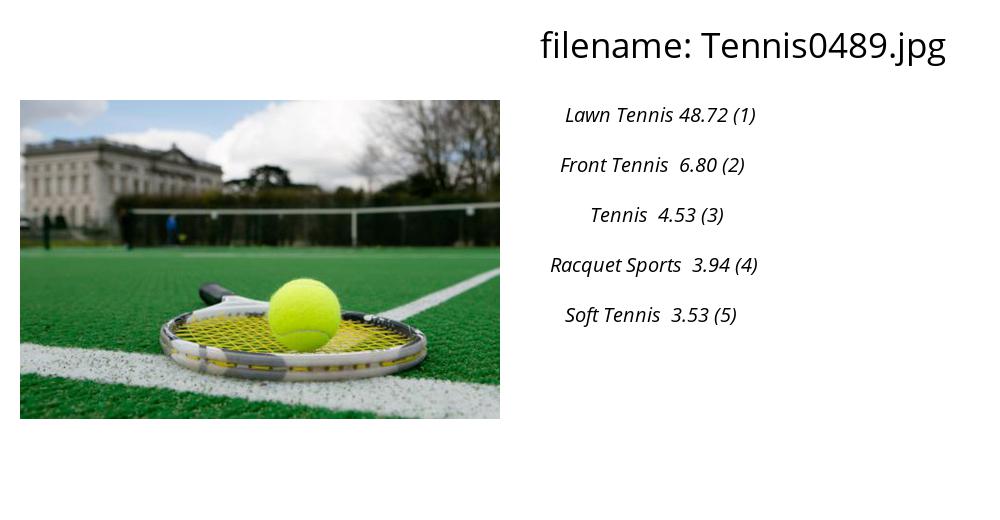 filename: Tennis0489.jpg
Lawn Tennis 48.72 (1)
Front Tennis 6.80 (2)
Tennis 4.53 (3)
Racquet Sports 3.94 (4)
Soft Tennis 3.53 (5)